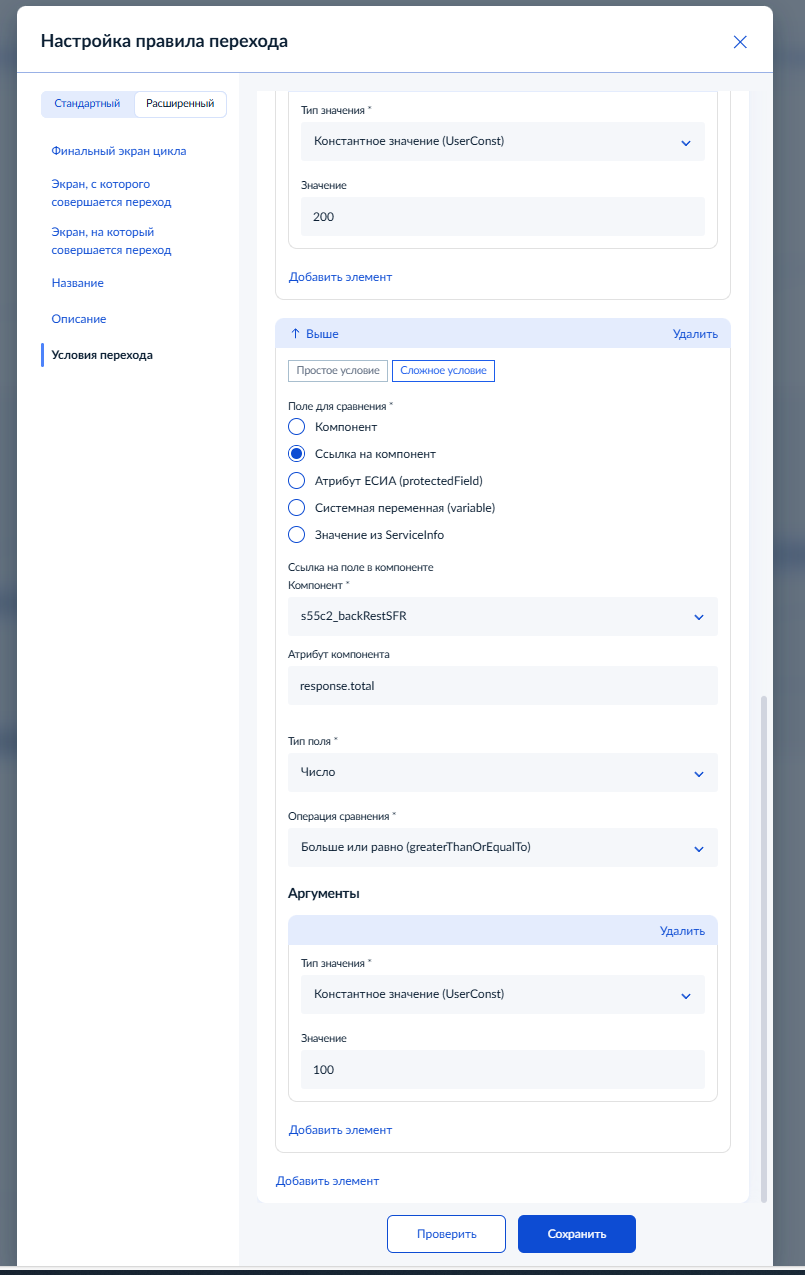 Настройка правила перехода
Стандартный
Расширенный
Финальный экран цикла
Экран, с которого
совершается переход
Экран, на который
совершается переход
Название
Описание
Условия перехода
Тип значения *
Константное значение (UserConst)
Значение
200
Добавить элемент
↑ Выше
Удалить
Простое условие
Сложное условие
Поле для сравнения *
Компонент
Ссылка на компонент
Атрибут ЕСИА (protectedField)
Системная переменная (variable)
Значение из ServiceInfo
Ссылка на поле в компоненте
Компонент *
s55c2_backRestSFR
Атрибут компонента
response.total
Тип поля *
Число
Операция сравнения *
Больше или равно (greaterThanOrEqualTo)
Аргументы
Удалить
Тип значения *
Константное значение (UserConst)
Значение
100
Добавить элемент
Добавить элемент
Проверить
Сохранить